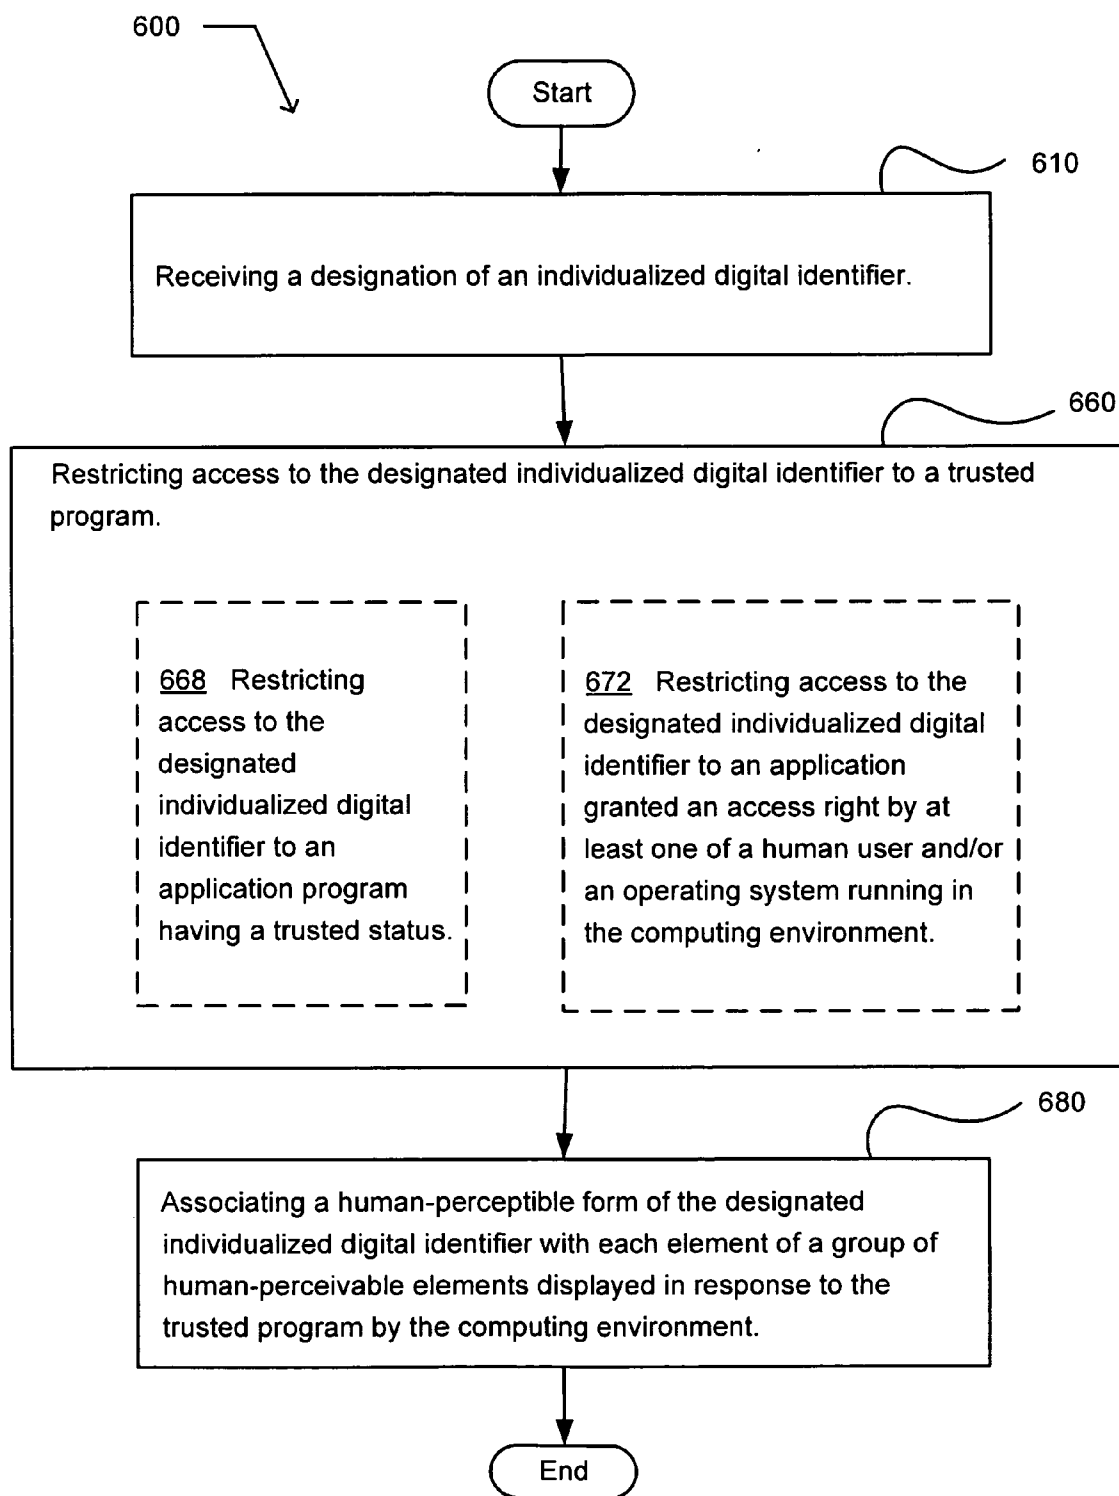 600
Start
610
Receiving a designation of an individualized digital identifier.
660
Restricting access to the designated individualized digital identifier to a trusted
program.
668 Restricting
access to the
designated
individualized digital
identifier to an
application program
having a trusted status.
672 Restricting access to the
designated individualized digital
identifier to an application
granted an access right by at
least one of a human user and/or
an operating system running in
the computing environment.
680
Associating a human-perceptible form of the designated
individualized digital identifier with each element of a group of
human-perceivable elements displayed in response to the
trusted program by the computing environment.
End